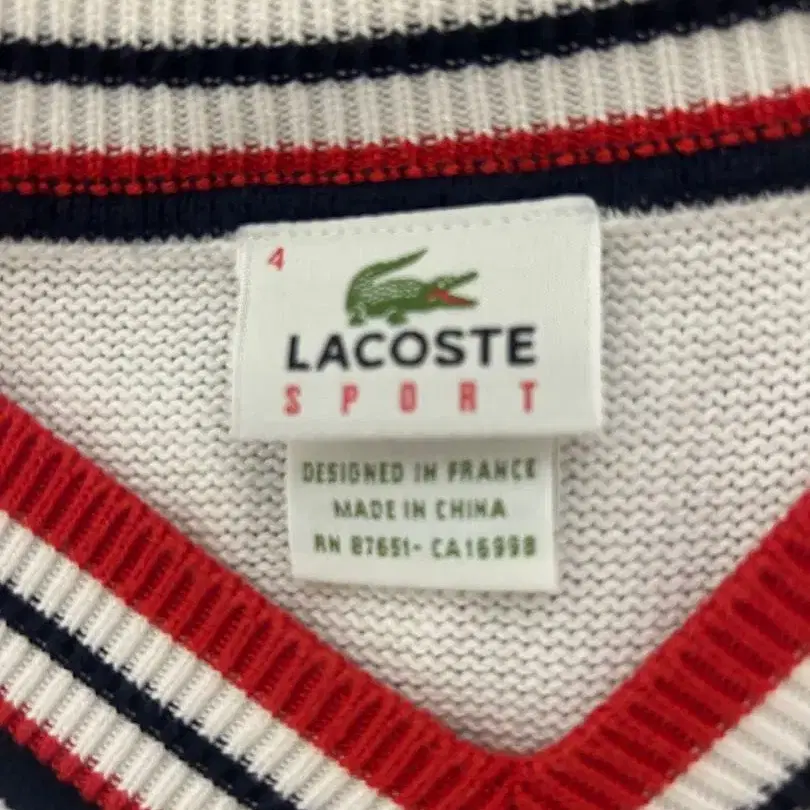 4
LACOSTE
SPORT
DESIGNED IN FRANCE
MADE IN CHINA
RN 87651- CA16998